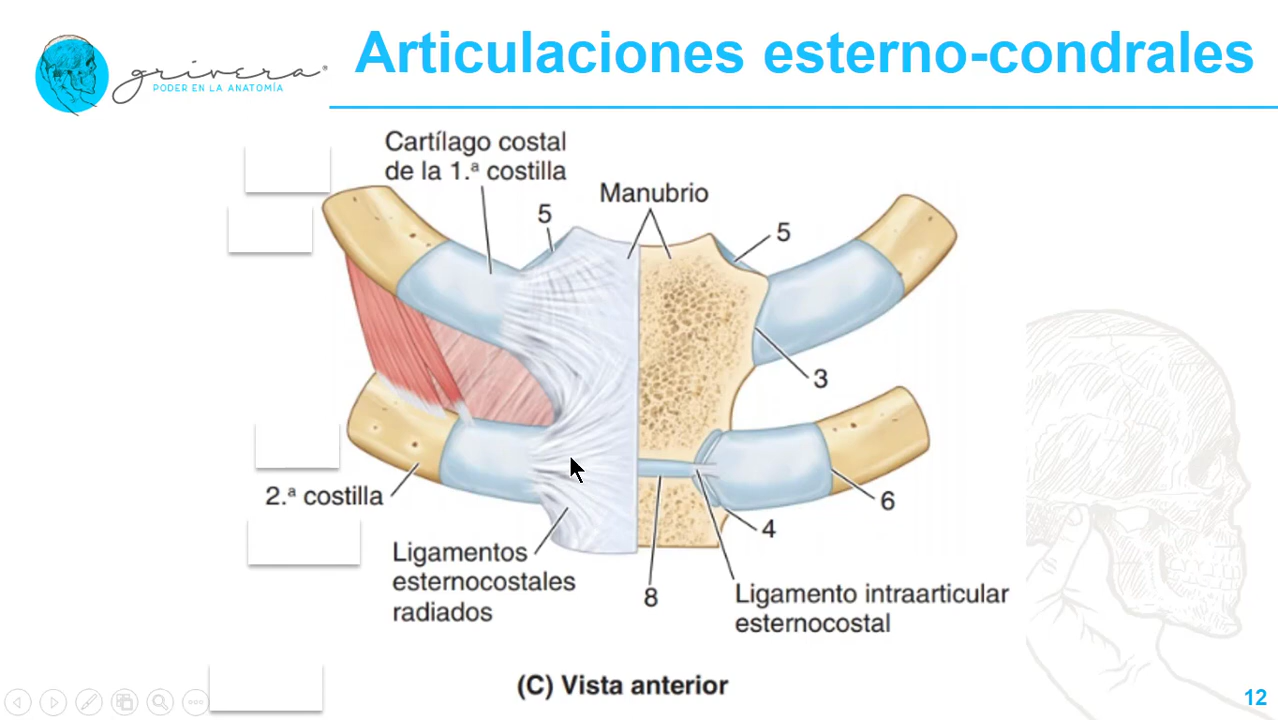 grivera®
PODER EN LA ANATOMÍA
Articulaciones esterno-condrales
Cartílago costal
de la 1.ª costilla
Manubrio
5
5
3
2.ª costilla
6
4
Ligamentos
esternocostales
radiados
8
Ligamento intraarticular
esternocostal
(C) Vista anterior
12